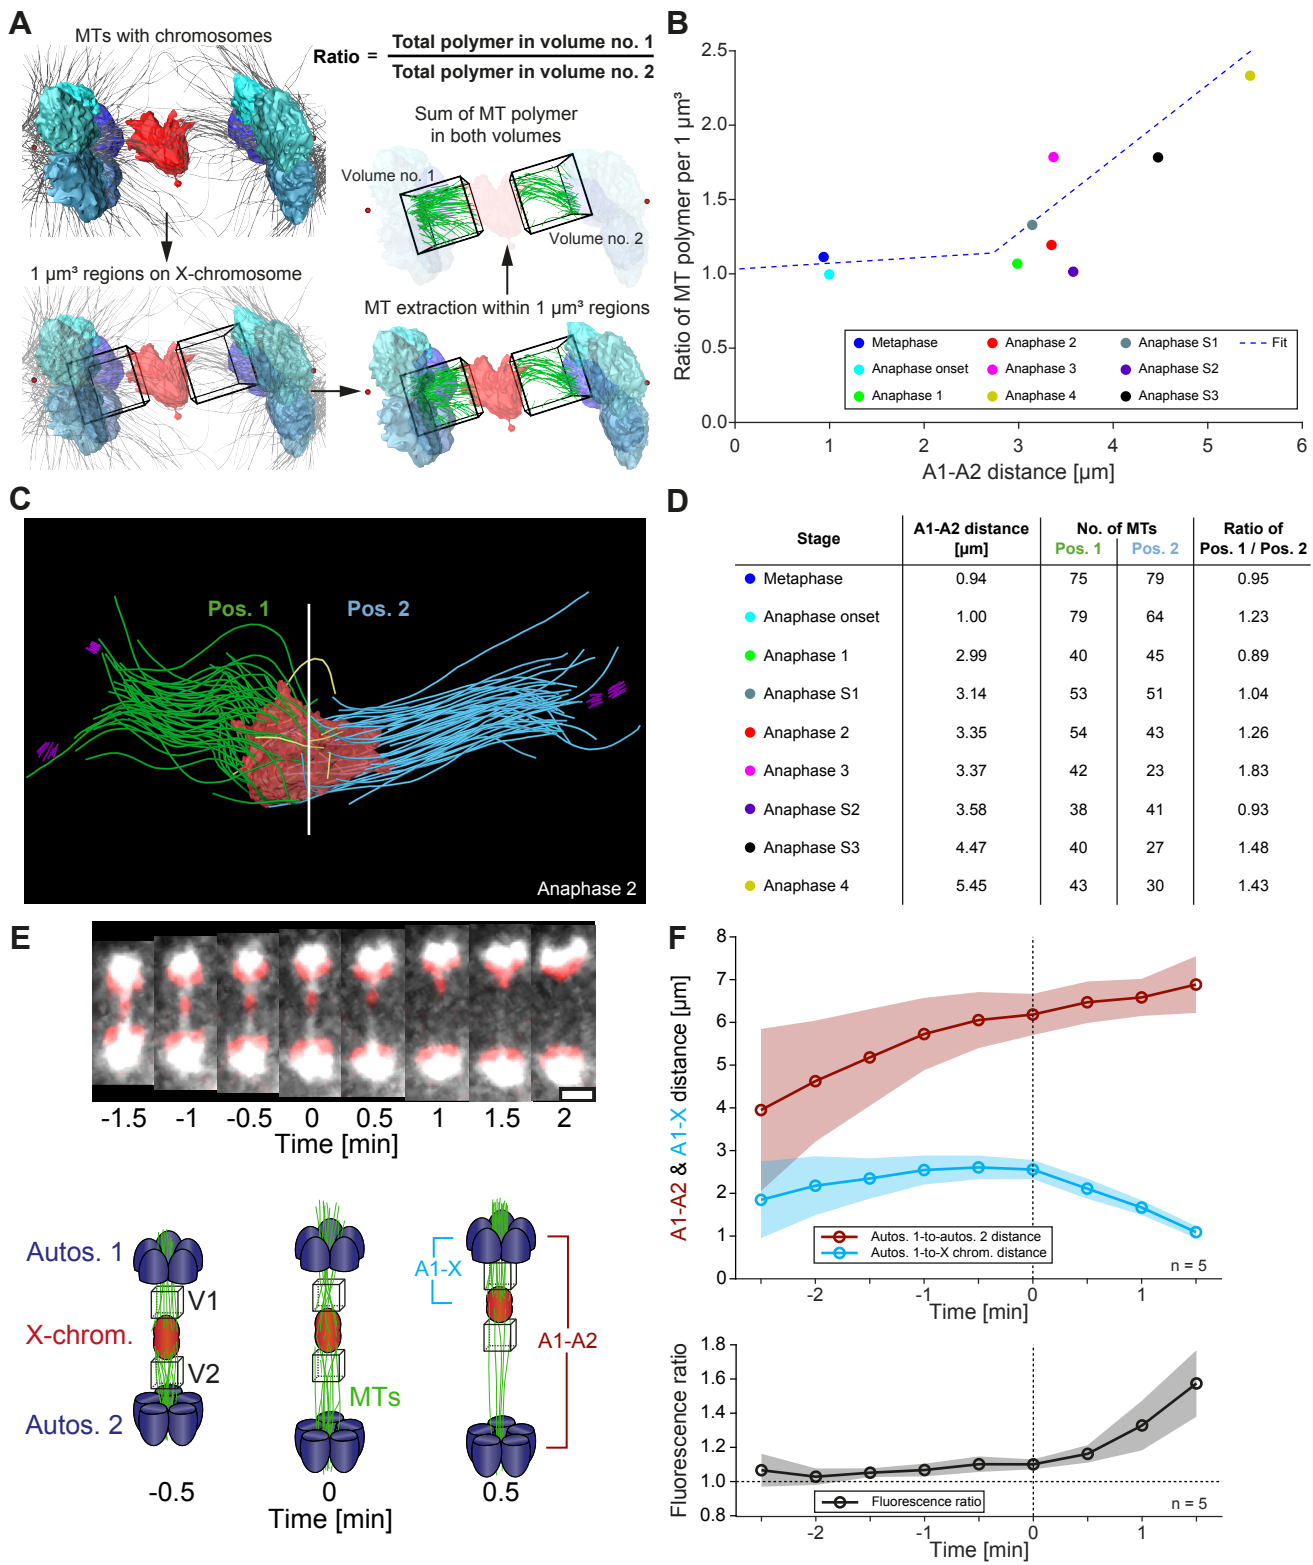 A
MTs with chromosomes
Ratio = Total polymer in volume no. 1
Total polymer in volume no. 2
Sum of MT polymer
in both volumes
Volume no. 1
Volume no. 2
1 µm³ regions on X-chromosome
MT extraction within 1 µm³ regions
B
Ratio of MT polymer per 1 µm³
2.5
2.0
1.5
1.0
0.5
0.0
Metaphase
Anaphase onset
Anaphase 1
Anaphase 2
Anaphase 3
Anaphase 4
Anaphase S1
Anaphase S2
Anaphase S3
Fit
0 1 2 3 4 5 6
A1-A2 distance [µm]
C
Pos. 1 Pos. 2
Anaphase 2
D
Stage A1-A2 distance [µm] No. of MTs Pos. 1 Pos. 2 Ratio of Pos. 1 / Pos. 2
Metaphase 0.94 75 79 0.95
Anaphase onset 1.00 79 64 1.23
Anaphase 1 2.99 40 45 0.89
Anaphase S1 3.14 53 51 1.04
Anaphase 2 3.35 54 43 1.26
Anaphase 3 3.37 42 23 1.83
Anaphase S2 3.58 38 41 0.93
Anaphase S3 4.47 40 27 1.48
Anaphase 4 5.45 43 30 1.43
E
-1.5 -1 -0.5 0 0.5 1 1.5 2
Time [min]
Autos. 1
V1
X-chrom.
V2
Autos. 2
MTs
A1-X
A1-A2
-0.5 0 0.5
Time [min]
F
A1-A2 & A1-X distance [µm]
8
7
6
5
4
3
2
1
0
Autos. 1-to-autos. 2 distance
Autos. 1-to-X chrom. distance
n = 5
-2 -1 0 1
Time [min]
Fluorescence ratio
1.8
1.6
1.4
1.2
1.0
0.8
Fluorescence ratio
n = 5
-2 -1 0 1
Time [min]